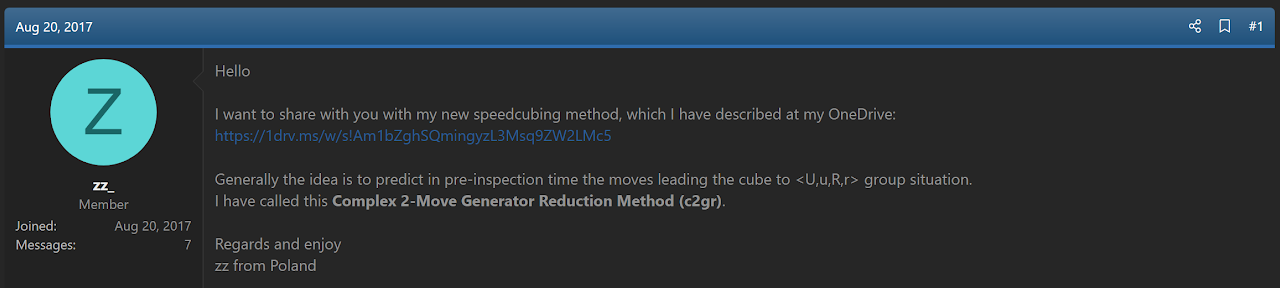 Aug 20, 2017
#1
Z
zz_
Member
Joined: Aug 20, 2017
Messages: 7
Hello
I want to share with you with my new speedcubing method, which I have described at my OneDrive:
https://1drv.ms/w/s!Am1bZghSQmingyzL3Msq9ZW2LMc5
Generally the idea is to predict in pre-inspection time the moves leading the cube to <U,u,R,r> group situation.
I have called this Complex 2-Move Generator Reduction Method (c2gr).
Regards and enjoy
zz from Poland